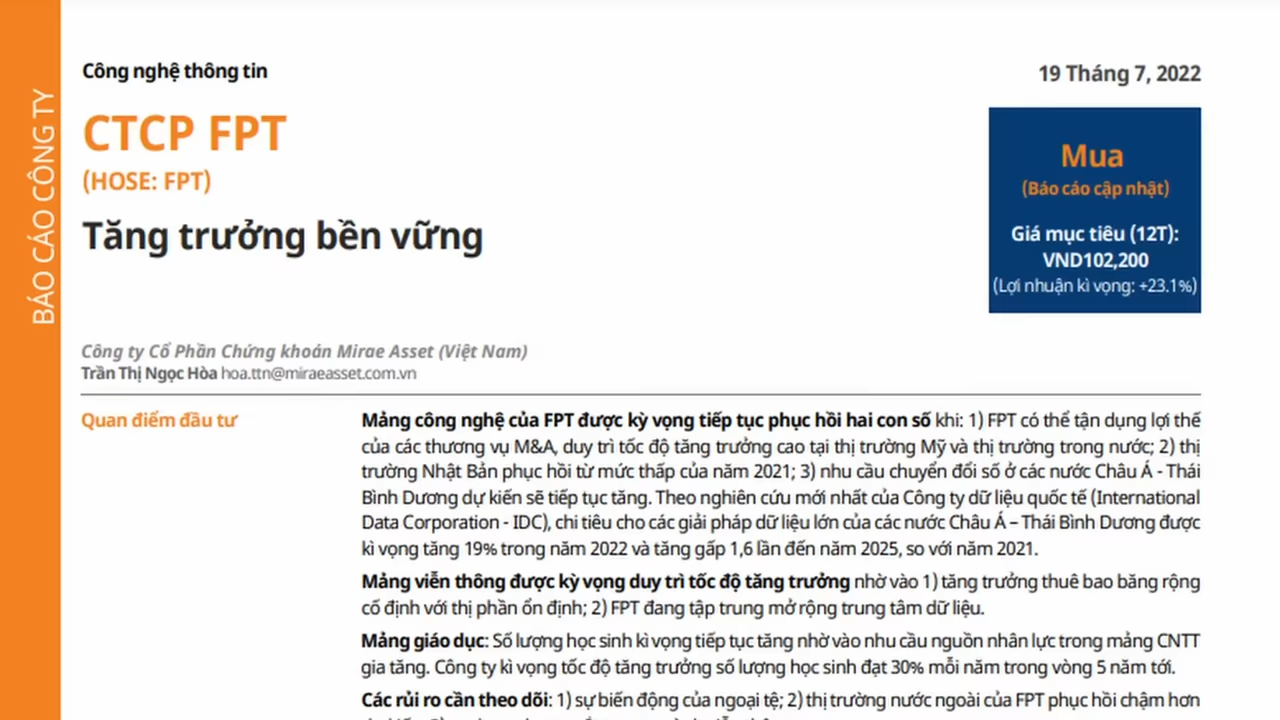 BÁO CÁO CÔNG TY
Công nghệ thông tin
19 Tháng 7, 2022
CTCP FPT
(HOSE: FPT)
Tăng trưởng bền vững
Mua
(Báo cáo cập nhật)
Giá mục tiêu (12T):
VND102,200
(Lợi nhuận kì vọng: +23.1%)
Công ty Cổ Phần Chứng khoán Mirae Asset (Việt Nam)
Trần Thị Ngọc Hòa hoa.ttn@miraeasset.com.vn
Quan điểm đầu tư
Mảng công nghệ của FPT được kỳ vọng tiếp tục phục hồi hai con số khi: 1) FPT có thể tận dụng lợi thế
của các thương vụ M&A, duy trì tốc độ tăng trưởng cao tại thị trường Mỹ và thị trường trong nước; 2) thị
trường Nhật Bản phục hồi từ mức thấp của năm 2021; 3) nhu cầu chuyển đổi số ở các nước Châu Á - Thái
Bình Dương dự kiến sẽ tiếp tục tăng. Theo nghiên cứu mới nhất của Công ty dữ liệu quốc tế (International
Data Corporation - IDC), chi tiêu cho các giải pháp dữ liệu lớn của các nước Châu Á – Thái Bình Dương được
kì vọng tăng 19% trong năm 2022 và tăng gấp 1,6 lần đến năm 2025, so với năm 2021.
Mảng viễn thông được kỳ vọng duy trì tốc độ tăng trưởng nhờ vào 1) tăng trưởng thuê bao băng rộng
cố định với thị phần ổn định; 2) FPT đang tập trung mở rộng trung tâm dữ liệu.
Mảng giáo dục: Số lượng học sinh kì vọng tiếp tục tăng nhờ vào nhu cầu nguồn nhân lực trong mảng CNTT
gia tăng. Công ty kì vọng tốc độ tăng trưởng số lượng học sinh đạt 30% mỗi năm trong vòng 5 năm tới.
Các rủi ro cần theo dõi: 1) sự biến động của ngoại tệ; 2) thị trường nước ngoài của FPT phục hồi chậm hơn